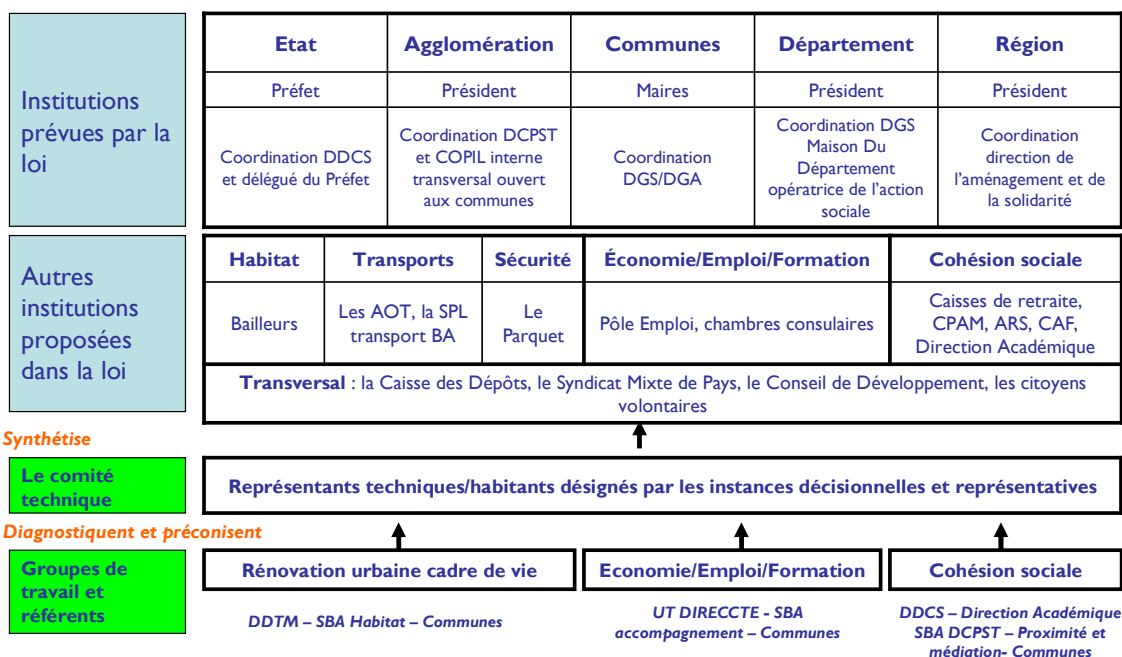 Institutions
prévues par la
loi
Etat
Agglomération
Communes
Département
Région
Préfet
Président
Maires
Président
Président
Coordination DDCS
et délégué du Préfet
Coordination DCPST
et COPIL interne
transversal ouvert
aux communes
Coordination
DGS/DGA
Coordination DGS
Maison Du
Département
opératrice de l'action
sociale
Coordination
direction de
l'aménagement et de
la solidarité
Autres
institutions
proposées
dans la loi
Habitat
Transports
Sécurité
Économie/Emploi/Formation
Cohésion sociale
Bailleurs
Les AOT, la SPL
transport BA
Le
Parquet
Pôle Emploi, chambres consulaires
Caisses de retraite,
CPAM, ARS, CAF,
Direction Académique
Transversal : la Caisse des Dépôts, le Syndicat Mixte de Pays, le Conseil de Développement, les citoyens
volontaires
Synthétise
Le comité
technique
Représentants techniques/habitants désignés par les instances décisionnelles et représentatives
Diagnostiquent et préconisent
Groupes de
travail et
référents
Rénovation urbaine cadre de vie
Economie/Emploi/Formation
Cohésion sociale
DDTM – SBA Habitat – Communes
UT DIRECCTE - SBA
accompagnement – Communes
DDCS – Direction Académique
SBA DCPST – Proximité et
médiation- Communes